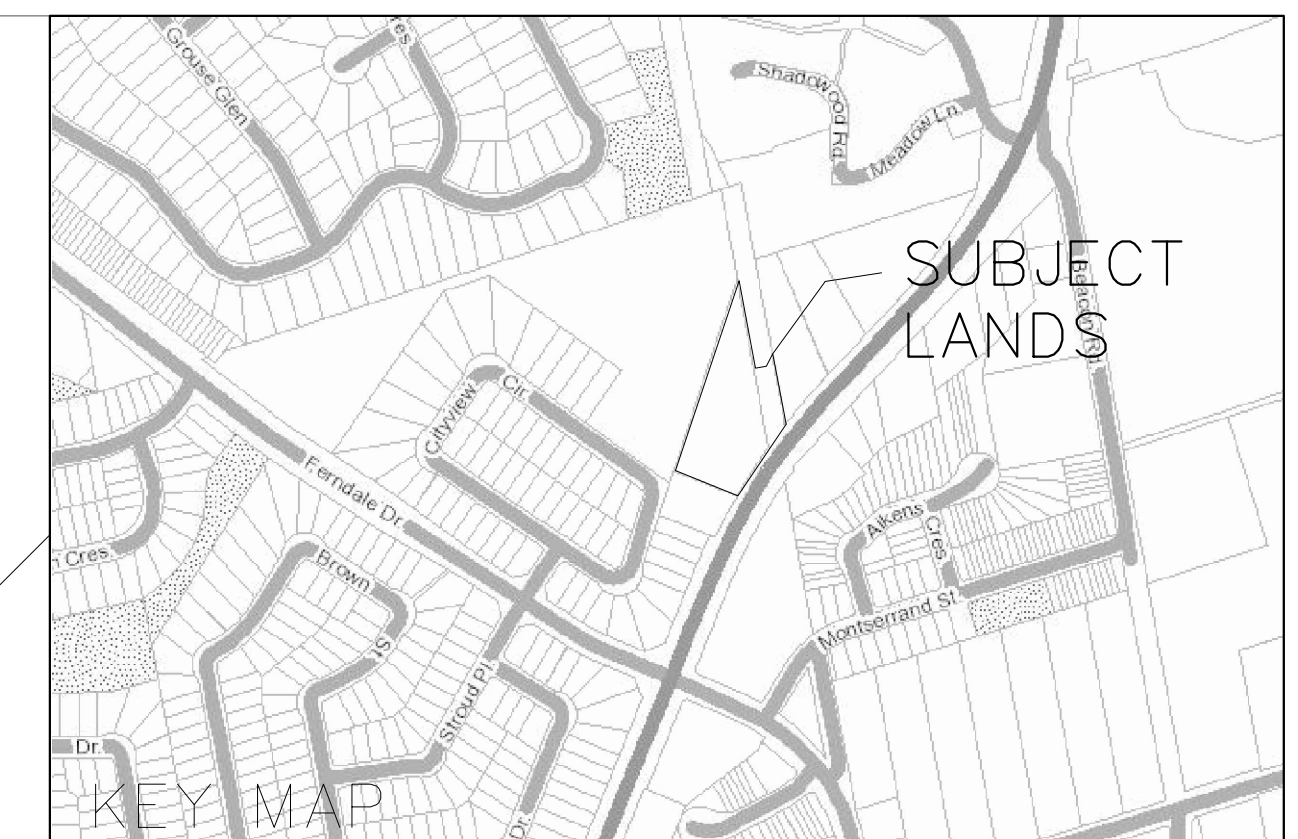 Grouse Glen
res
Shadowood Rd
Meadow Ln
SUBJECT
LANDS
Beacon Rd
Cityview
Cir
Ferndale Dr
Aikens
Cres
Cres
Brown
St
Montserrand St
Stroud Pl
Dr.
KEY MAP
Dr.